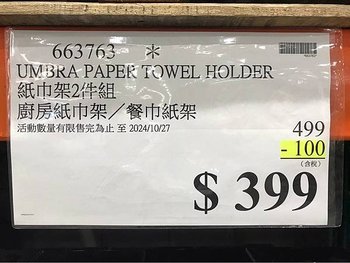 663763 *
UMBRA PAPER TOWEL HOLDER
紙巾架2件組
廚房紙巾架／餐巾紙架
活動數量有限售完為止 至 2024/10/27
499
- 100
(含稅)
$ 399